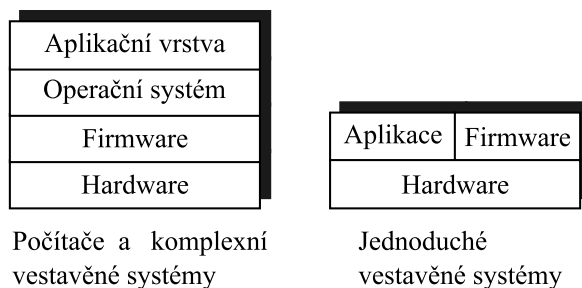 Aplikační vrstva
Operační systém
Firmware
Hardware
Počítače a komplexní
vestavěné systémy
Aplikace
Firmware
Hardware
Jednoduché
vestavěné systémy